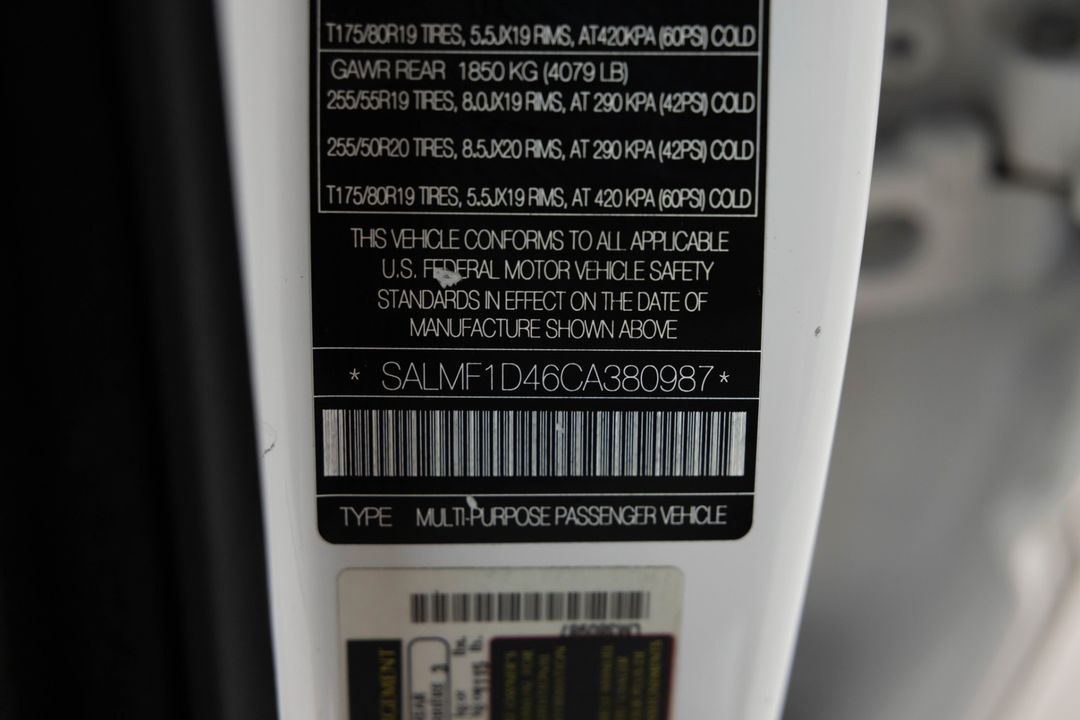 T175/80R19 TIRES, 5.5JX19 RIMS, AT420KPA (60PSI) COLD
GAWR REAR 1850 KG (4079 LB)
255/55R19 TIRES, 8.0JX19 RIMS, AT 290 KPA (42PSI) COLD
255/50R20 TIRES, 8.5JX20 RIMS, AT 290 KPA (42PSI) COLD
T175/80R19 TIRES, 5.5JX19 RIMS, AT 420 KPA (60PSI) COLD
THIS VEHICLE CONFORMS TO ALL APPLICABLE
U.S. FEDERAL MOTOR VEHICLE SAFETY
STANDARDS IN EFFECT ON THE DATE OF
MANUFACTURE SHOWN ABOVE
* SALMF1D46CA380987 *
TYPE MULTI-PURPOSE PASSENGER VEHICLE